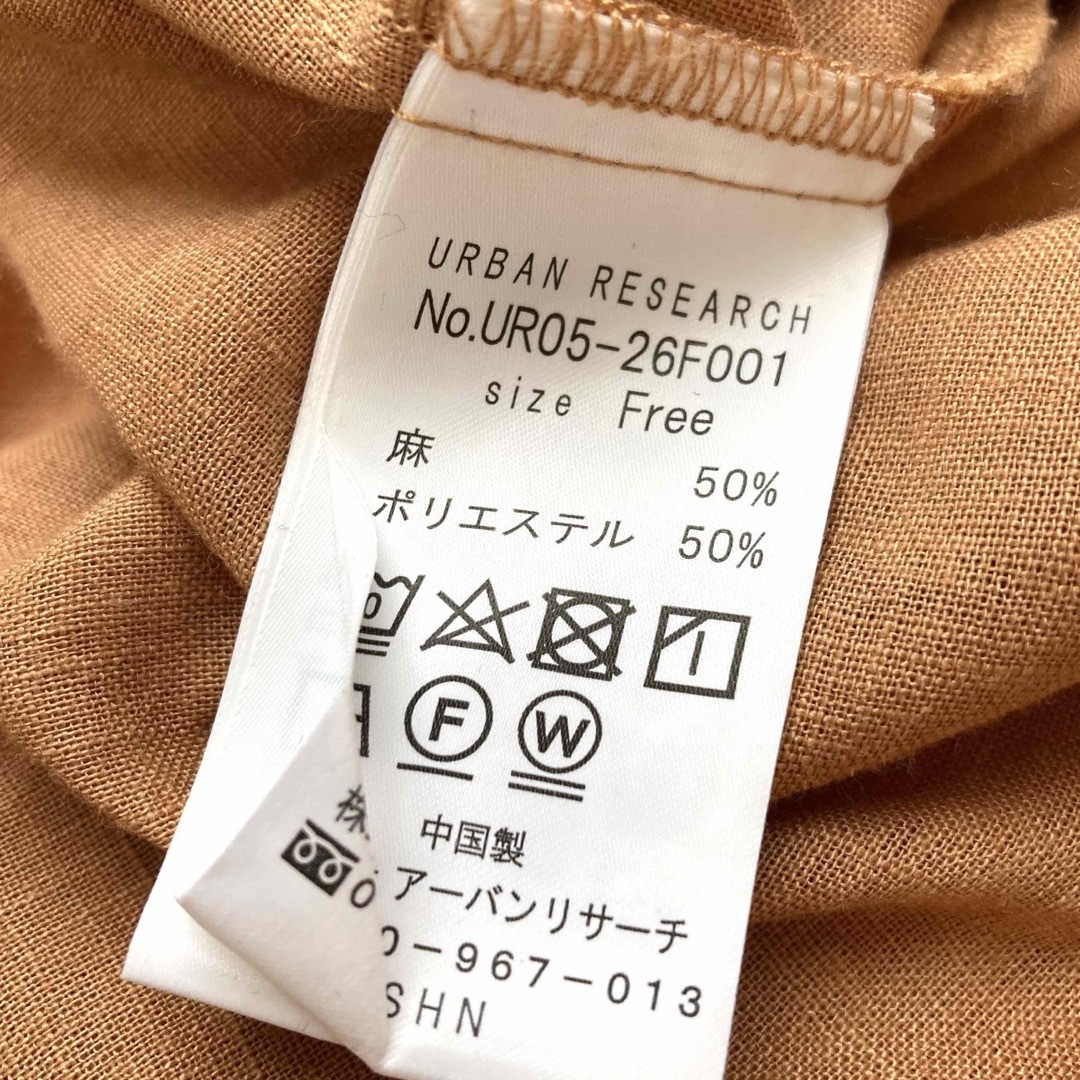 URBAN RESEARCH
No.UR05-26F001
size Free
麻 50%
ポリエステル 50%
F W
中国製
株 アーバンリサーチ
0-967-013
SHN